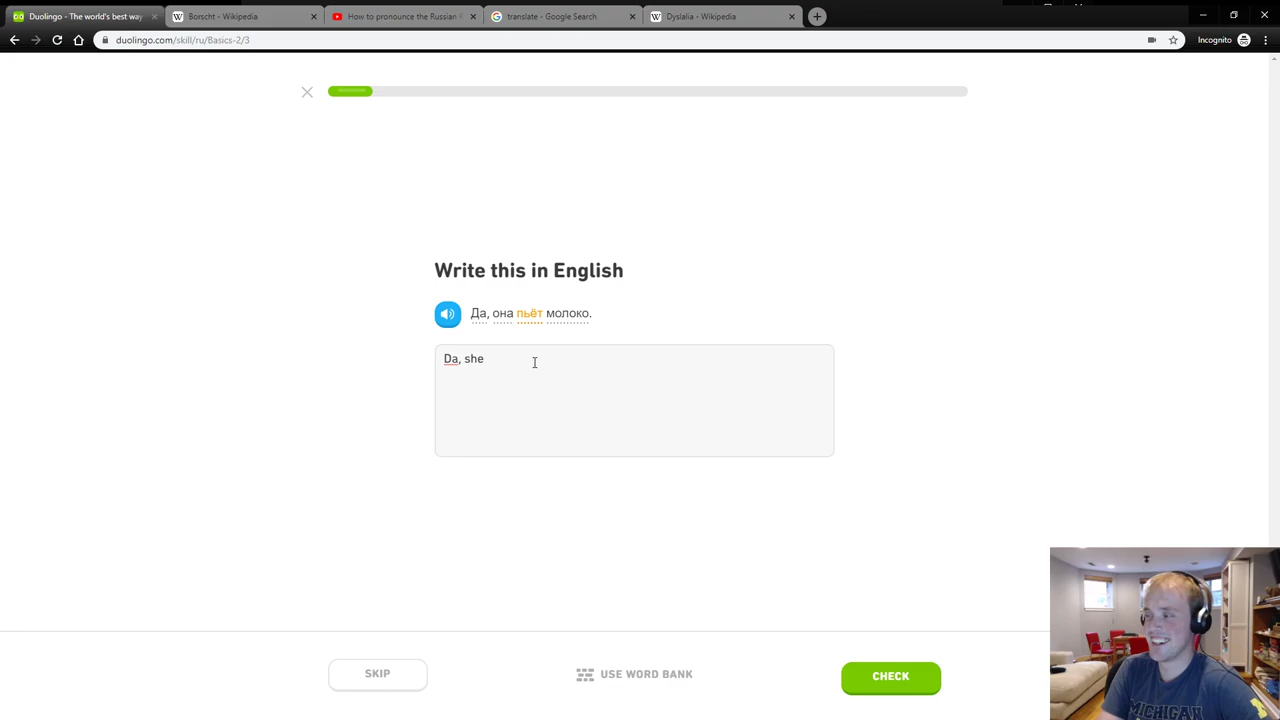 Duolingo - The world's best way
Borscht - Wikipedia
How to pronounce the Russian
translate - Google Search
Dyslalia - Wikipedia
duolingo.com/skill/ru/Basics-2/3
Incognito
Write this in English
Да, она пьёт молоко.
Da, she
SKIP
USE WORD BANK
CHECK
MICHIGAN